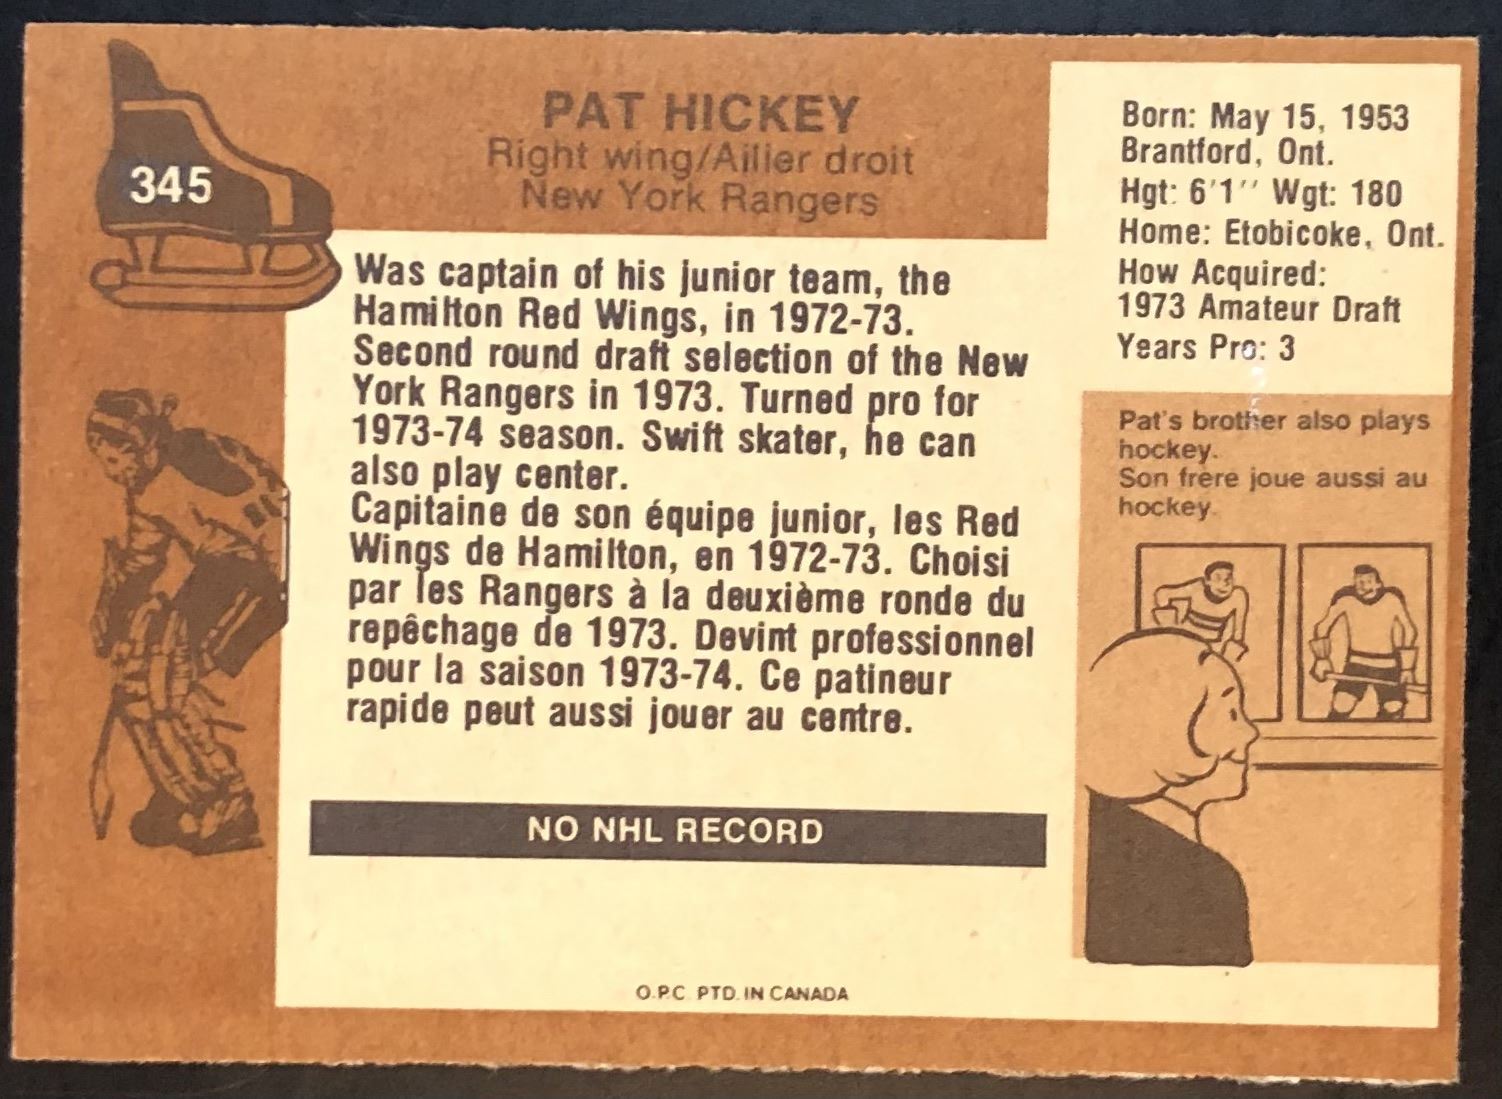 345
PAT HICKEY
Right wing/Ailier droit
New York Rangers
Was captain of his junior team, the
Hamilton Red Wings, in 1972-73.
Second round draft selection of the New
York Rangers in 1973. Turned pro for
1973-74 season. Swift skater, he can
also play center.
Capitaine de son équipe junior, les Red
Wings de Hamilton, en 1972-73. Choisi
par les Rangers à la deuxième ronde du
repêchage de 1973. Devint professionnel
pour la saison 1973-74. Ce patineur
rapide peut aussi jouer au centre.
NO NHL RECORD
O.P.C. PTD. IN CANADA
Born: May 15, 1953
Brantford, Ont.
Hgt: 6'1'' Wgt: 180
Home: Etobicoke, Ont.
How Acquired:
1973 Amateur Draft
Years Pro: 3
Pat's brother also plays
hockey.
Son frère joue aussi au
hockey.